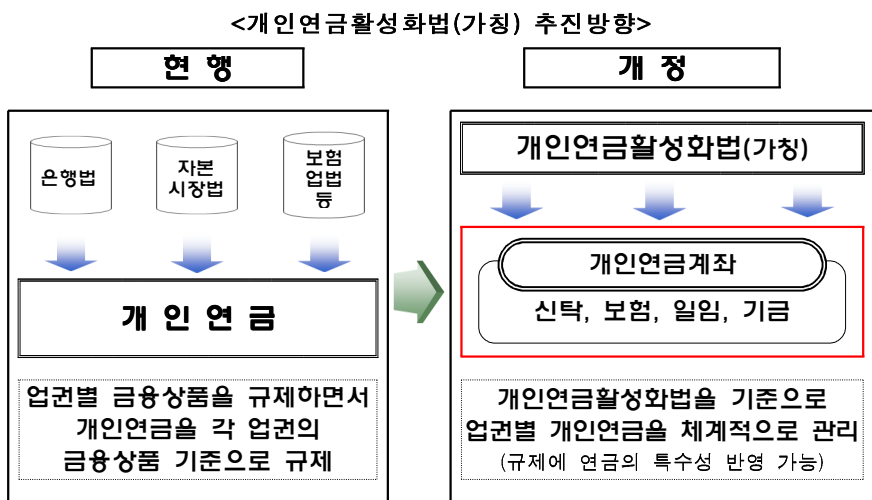 <개인연금활성화법(가칭) 추진방향>
현 행
은행법
자본
시장법
보험
업법
등
개 인 연 금
업권별 금융상품을 규제하면서
개인연금을 각 업권의
금융상품 기준으로 규제
개 정
개인연금활성화법(가칭)
개인연금계좌
신탁, 보험, 일임, 기금
개인연금활성화법을 기준으로
업권별 개인연금을 체계적으로 관리
(규제에 연금의 특수성 반영 가능)